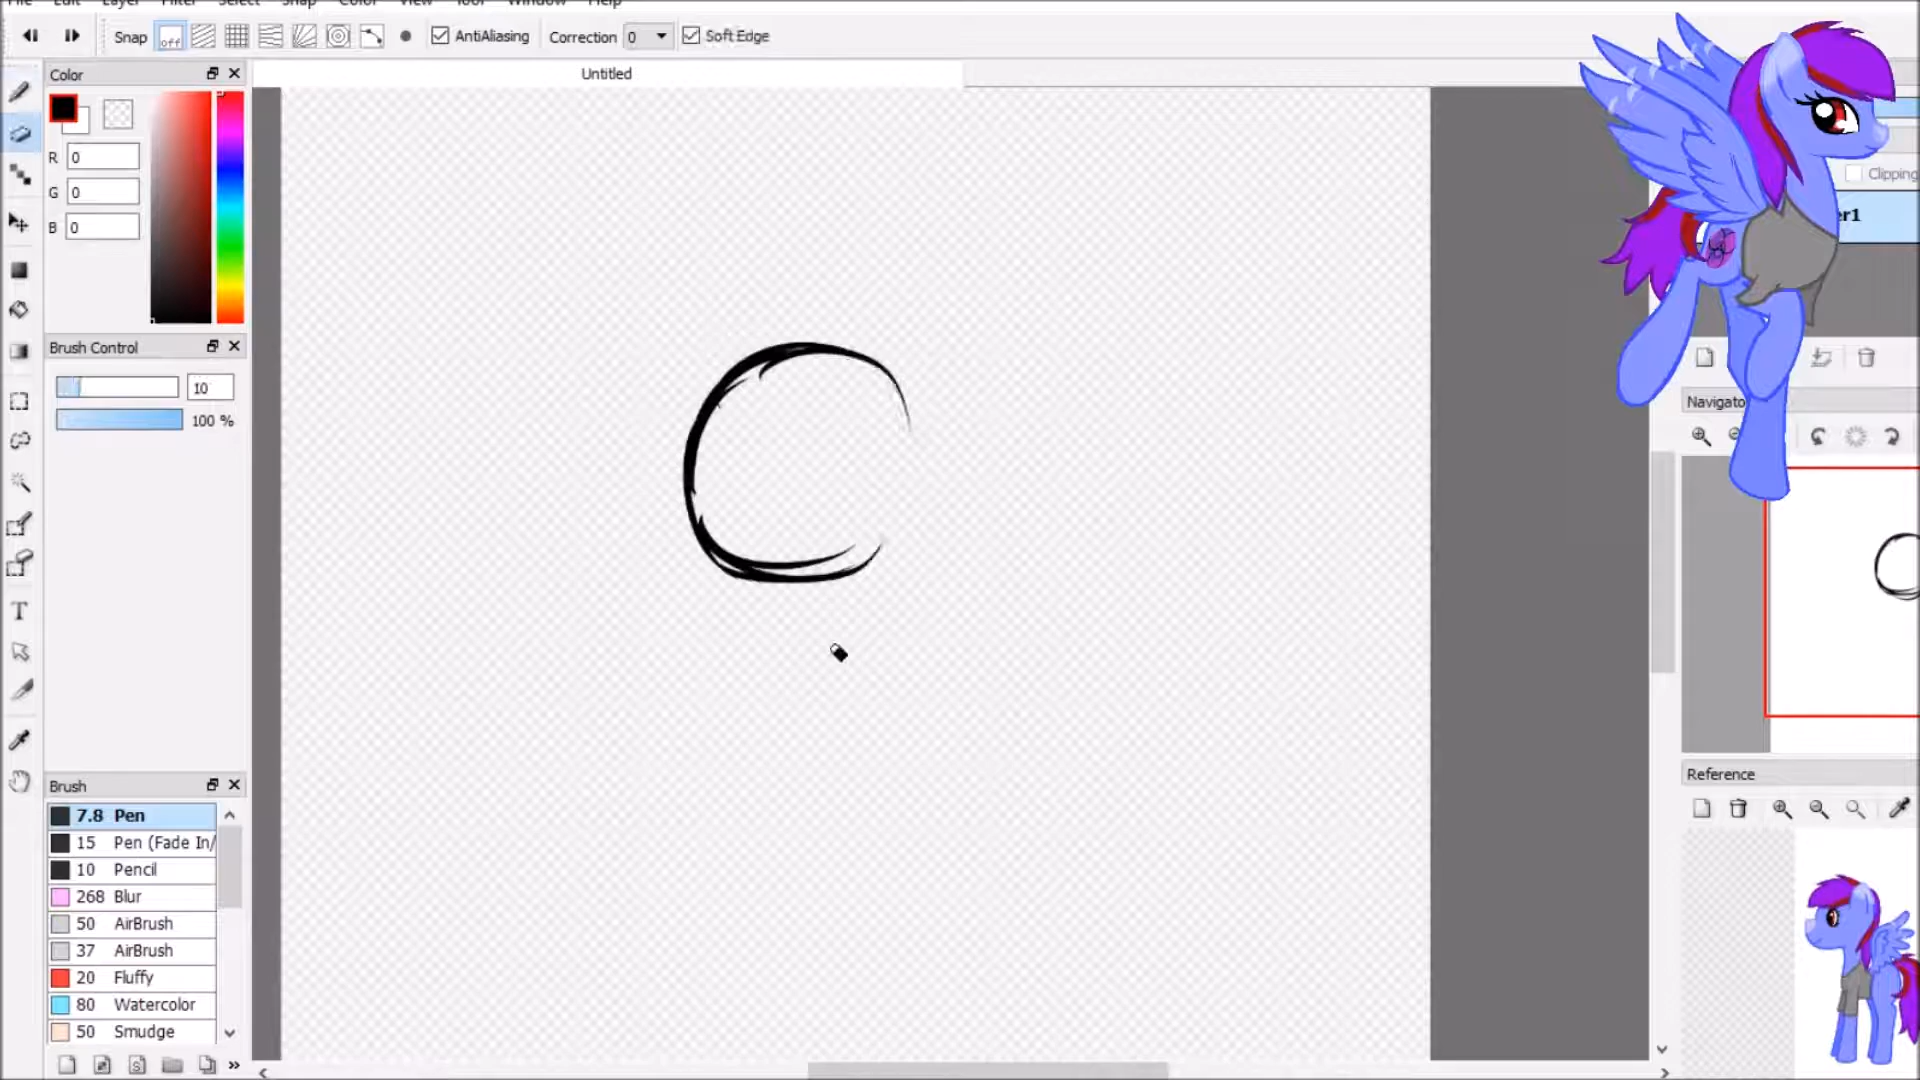 File Edit Layer Filter Select Snap Color View Tool Window Help
Snap off AntiAliasing Correction 0 Soft Edge
Color
Untitled
R 0
G 0
B 0
Clipping
er1
Brush Control
10
100 %
Navigato
Reference
Brush
7.8 Pen
15 Pen (Fade In/
10 Pencil
268 Blur
50 AirBrush
37 AirBrush
20 Fluffy
80 Watercolor
50 Smudge